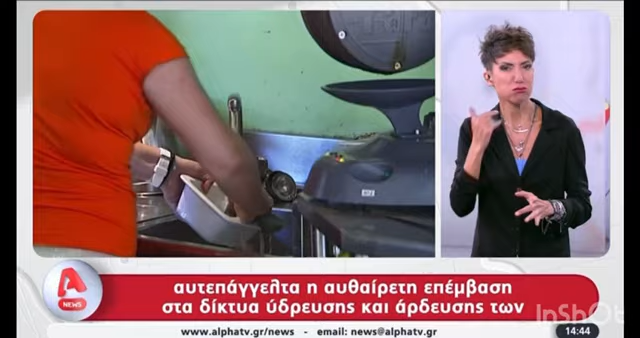 αυτεπάγγελτα η αυθαίρετη επέμβαση
στα δίκτυα ύδρευσης και άρδευσης των
NEWS
www.alphatv.gr/news - email: news@alphatv.gr
14:44
InShOt